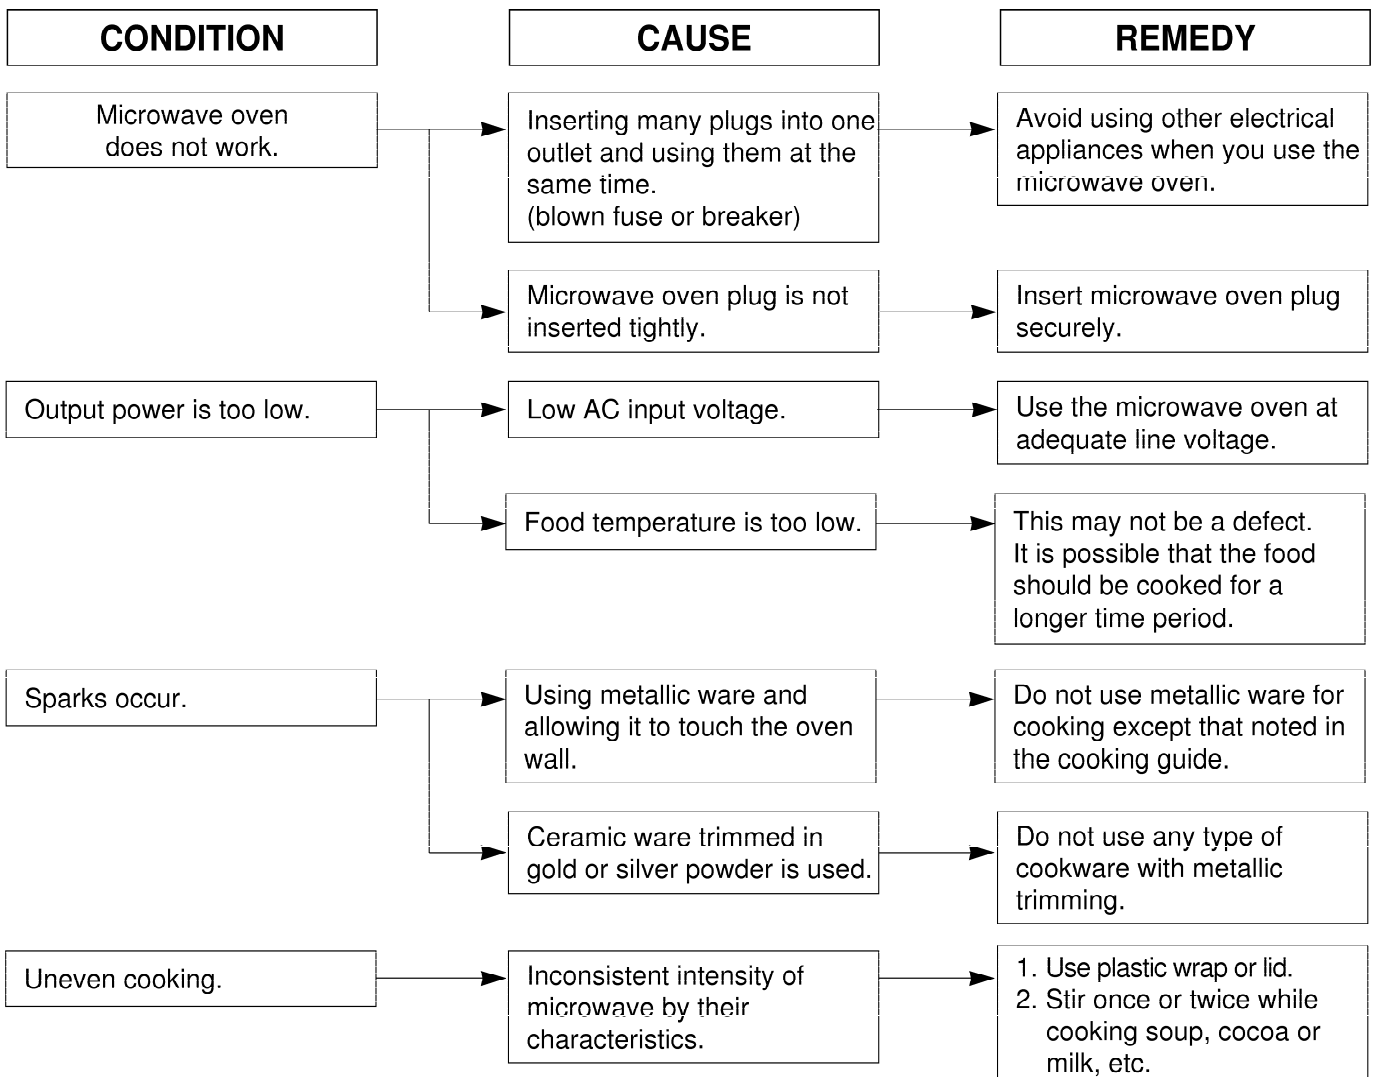 CONDITION
CAUSE
REMEDY
Microwave oven
does not work.
Inserting many plugs into one
outlet and using them at the
same time.
(blown fuse or breaker)
Avoid using other electrical
appliances when you use the
microwave oven.
Microwave oven plug is not
inserted tightly.
Insert microwave oven plug
securely.
Output power is too low.
Low AC input voltage.
Use the microwave oven at
adequate line voltage.
Food temperature is too low.
This may not be a defect.
It is possible that the food
should be cooked for a
longer time period.
Sparks occur.
Using metallic ware and
allowing it to touch the oven
wall.
Do not use metallic ware for
cooking except that noted in
the cooking guide.
Ceramic ware trimmed in
gold or silver powder is used.
Do not use any type of
cookware with metallic
trimming.
Uneven cooking.
Inconsistent intensity of
microwave by their
characteristics.
1. Use plastic wrap or lid.
2. Stir once or twice while
cooking soup, cocoa or
milk, etc.